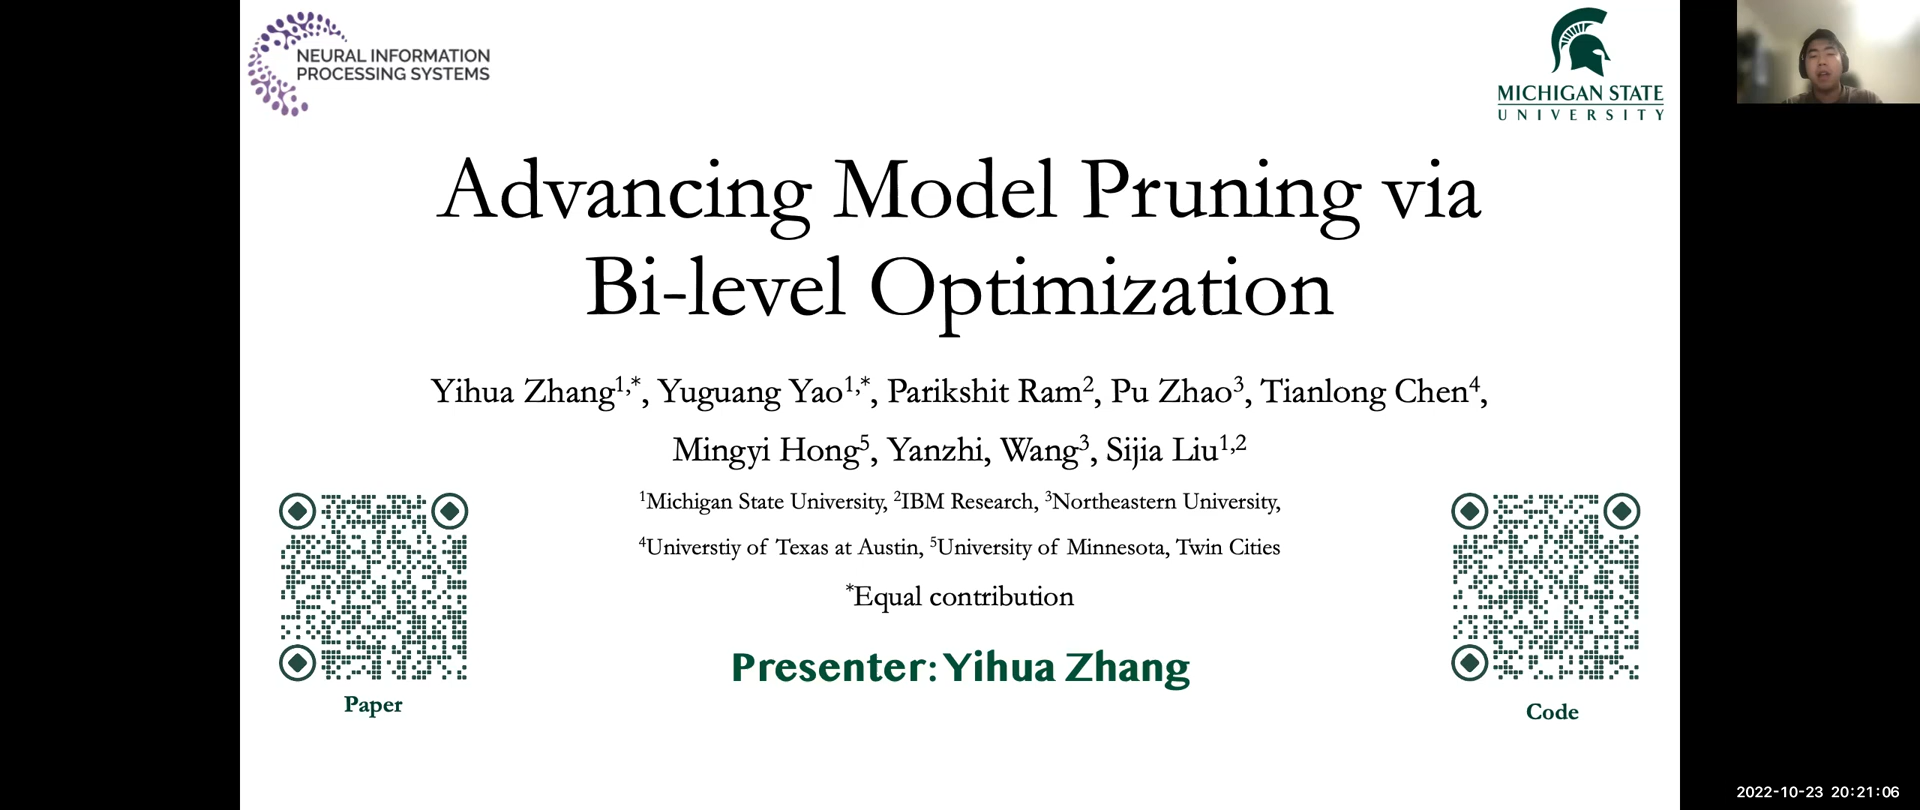 NEURAL INFORMATION
PROCESSING SYSTEMS
MICHIGAN STATE
UNIVERSITY
Advancing Model Pruning via
Bi-level Optimization
Yihua Zhang1,*, Yuguang Yao1,*, Parikshit Ram2, Pu Zhao3, Tianlong Chen4,
Mingyi Hong5, Yanzhi, Wang3, Sijia Liu1,2
1Michigan State University, 2IBM Research, 3Northeastern University,
4Universtiy of Texas at Austin, 5University of Minnesota, Twin Cities
*Equal contribution
Presenter: Yihua Zhang
Paper
Code
2022-10-23 20:21:06